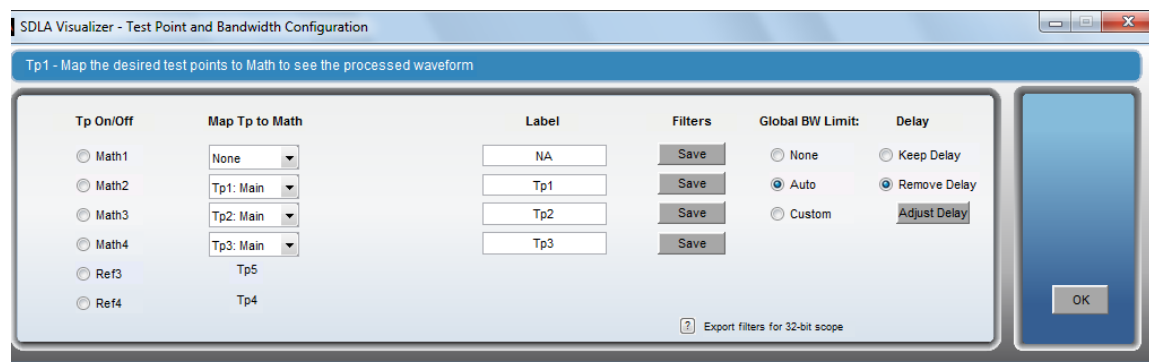 SDLA Visualizer - Test Point and Bandwidth Configuration
Tp1 - Map the desired test points to Math to see the processed waveform
Tp On/Off Map Tp to Math Label Filters Global BW Limit: Delay
Math1 None NA Save None Keep Delay
Math2 Tp1: Main Tp1 Save Auto Remove Delay
Math3 Tp2: Main Tp2 Save Custom Adjust Delay
Math4 Tp3: Main Tp3 Save
Ref3 Tp5
Ref4 Tp4 OK
? Export filters for 32-bit scope